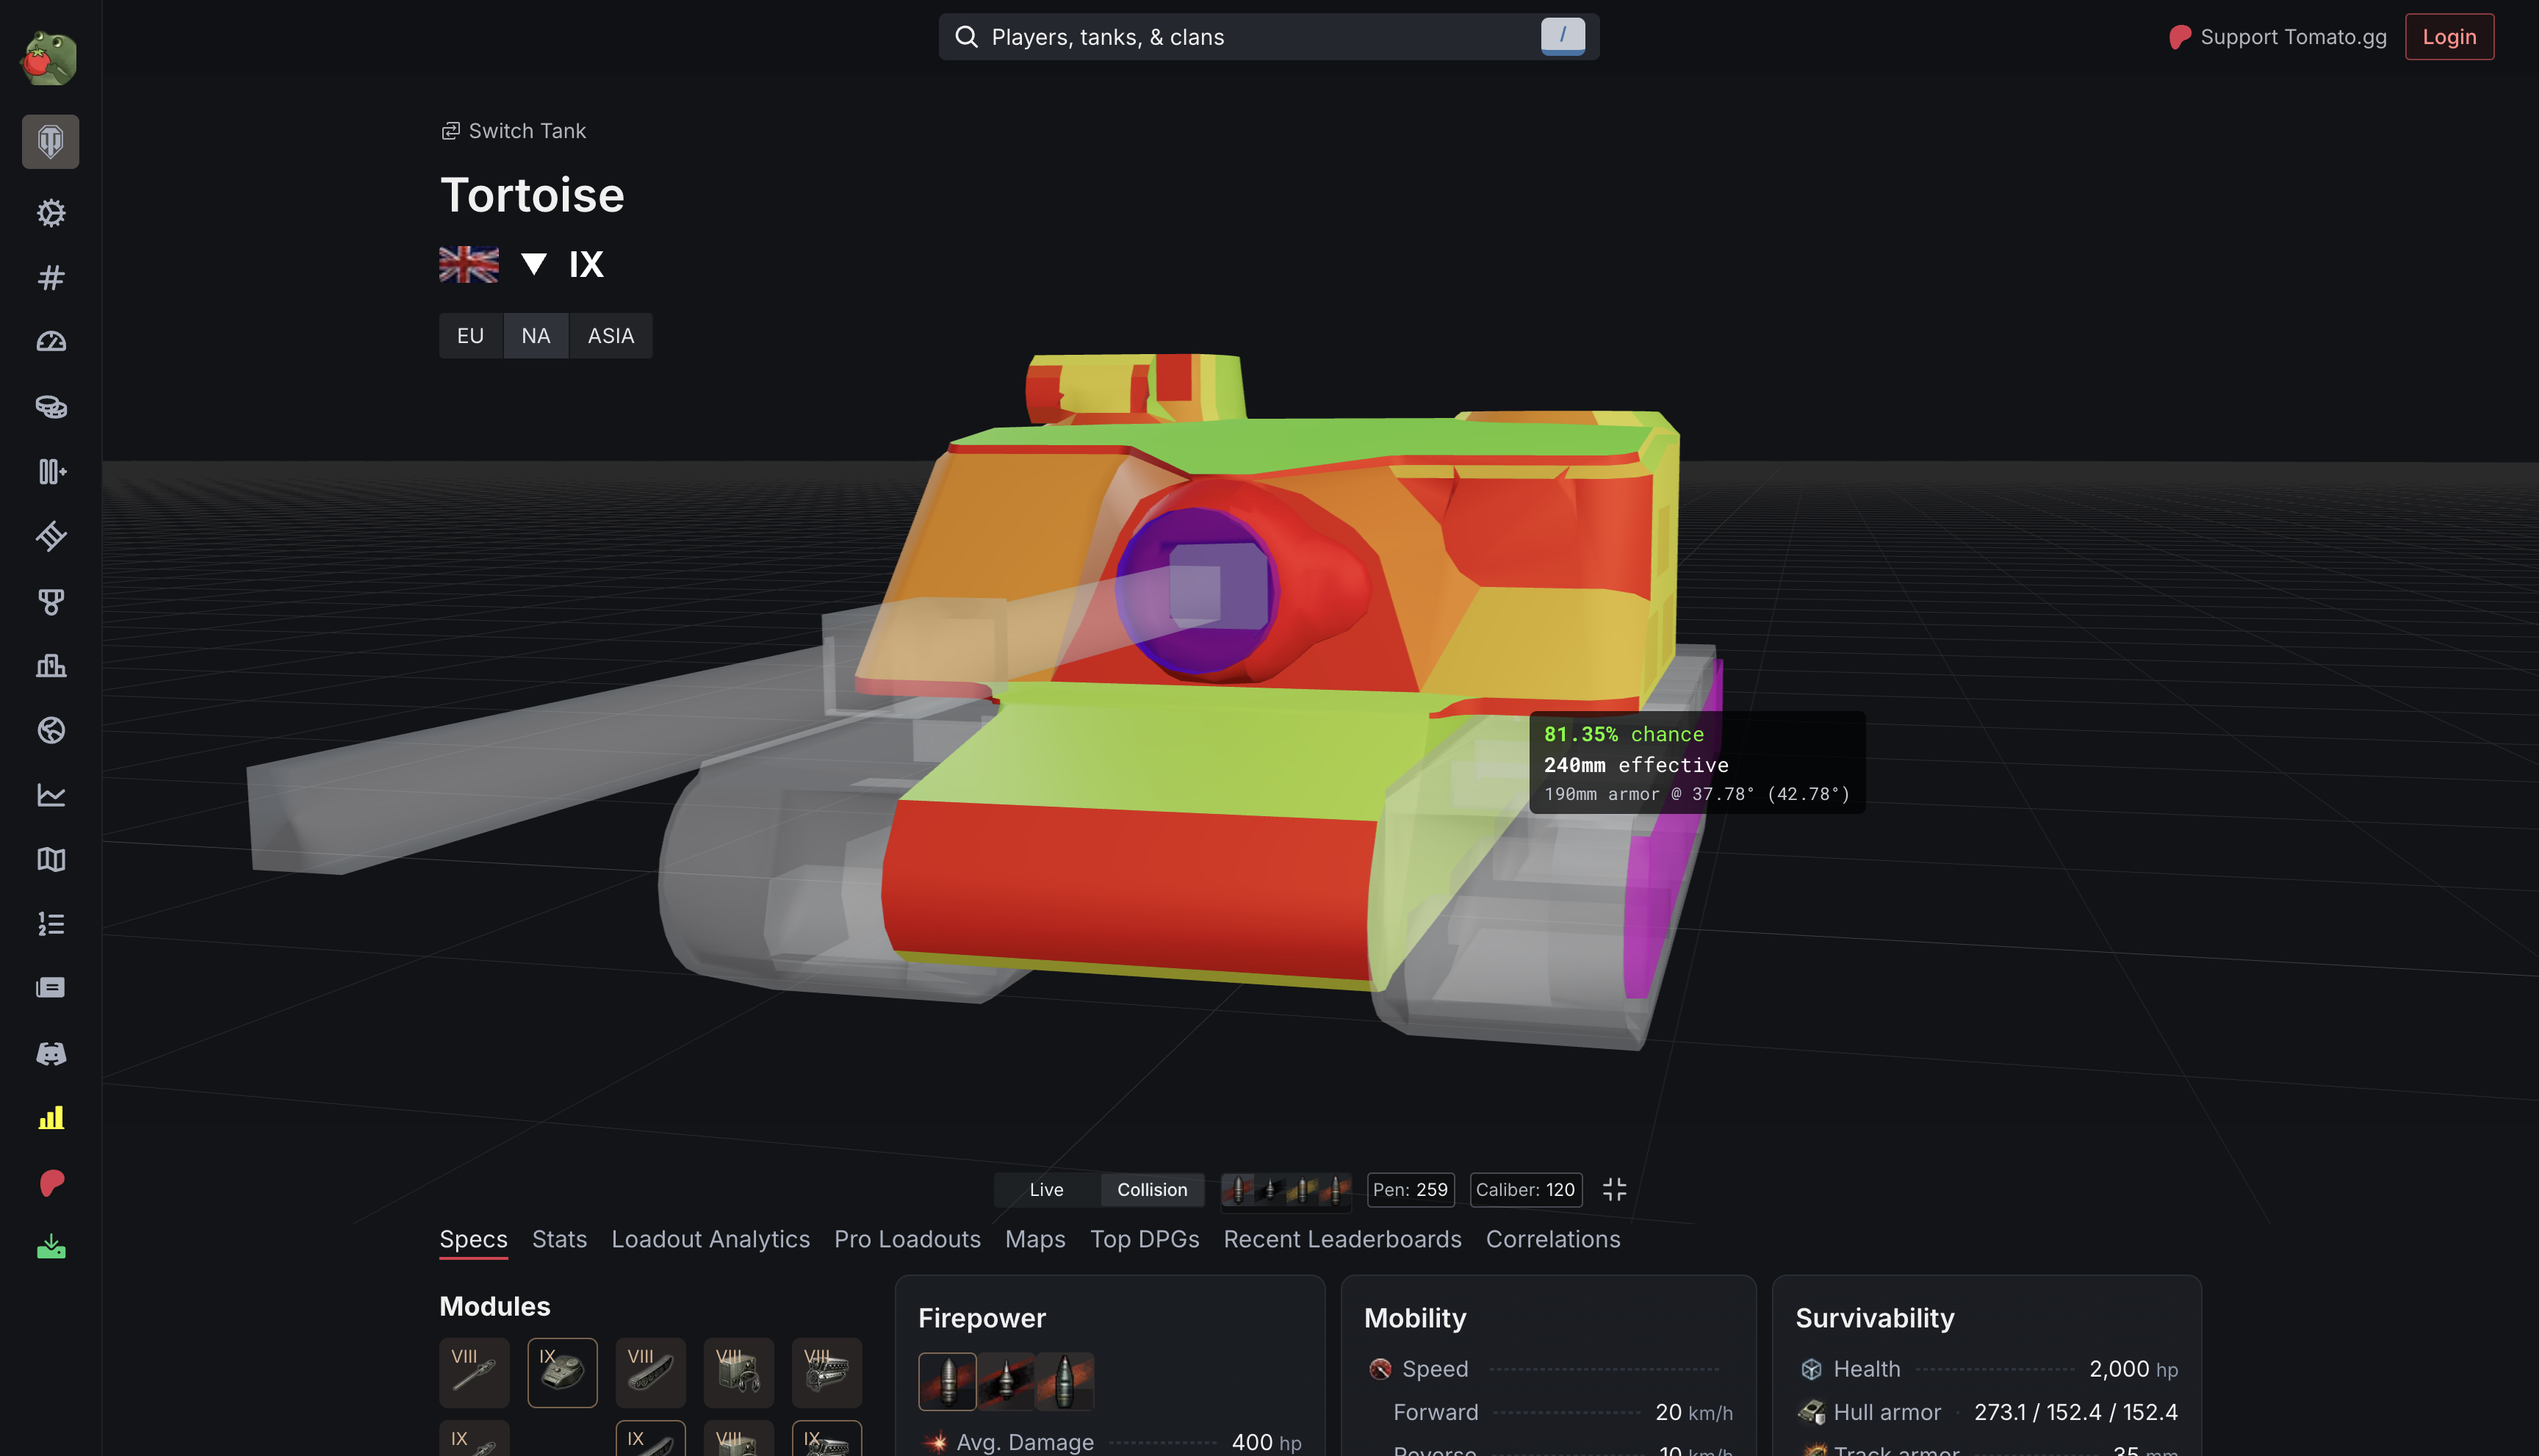 Players, tanks, & clans
/
Support Tomato.gg
Login
Switch Tank
Tortoise
IX
EU NA ASIA
81.35% chance
240mm effective
190mm armor @ 37.78° (42.78°)
Live Collision Pen: 259 Caliber: 120
Specs Stats Loadout Analytics Pro Loadouts Maps Top DPGs Recent Leaderboards Correlations
Modules
VIII IX VIII VIII VIII
IX IX VIII IX
Firepower
Avg. Damage 400 hp
Mobility
Speed
Forward 20 km/h
Reverse 10 km/h
Survivability
Health 2,000 hp
Hull armor 273.1 / 152.4 / 152.4
Track armor 35 mm